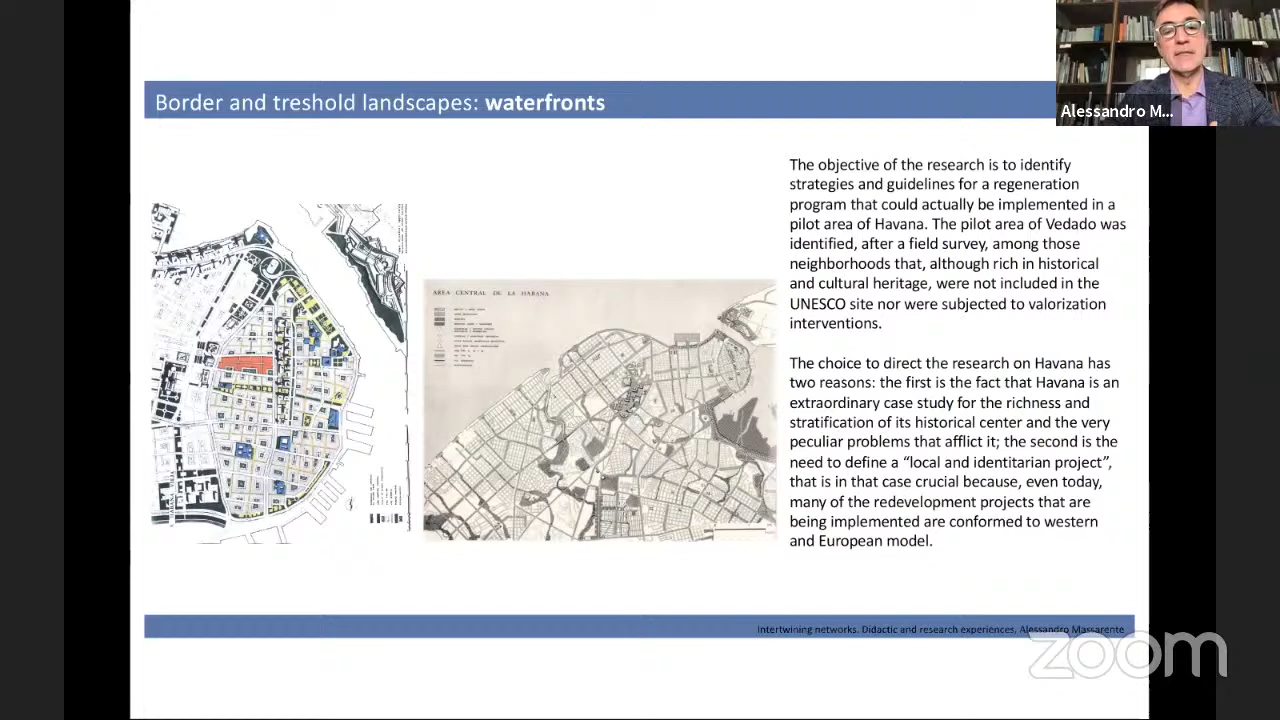 Border and treshold landscapes: waterfronts
Alessandro M...
The objective of the research is to identify
strategies and guidelines for a regeneration
program that could actually be implemented in a
pilot area of Havana. The pilot area of Vedado was
identified, after a field survey, among those
neighborhoods that, although rich in historical
and cultural heritage, were not included in the
UNESCO site nor were subjected to valorization
interventions.
The choice to direct the research on Havana has
two reasons: the first is the fact that Havana is an
extraordinary case study for the richness and
stratification of its historical center and the very
peculiar problems that afflict it; the second is the
need to define a “local and identitarian project”,
that is in that case crucial because, even today,
many of the redevelopment projects that are
being implemented are conformed to western
and European model.
AREA CENTRAL DE LA HABANA
Intertwining networks. Didactic and research experiences, Alessandro Massarente
zoom